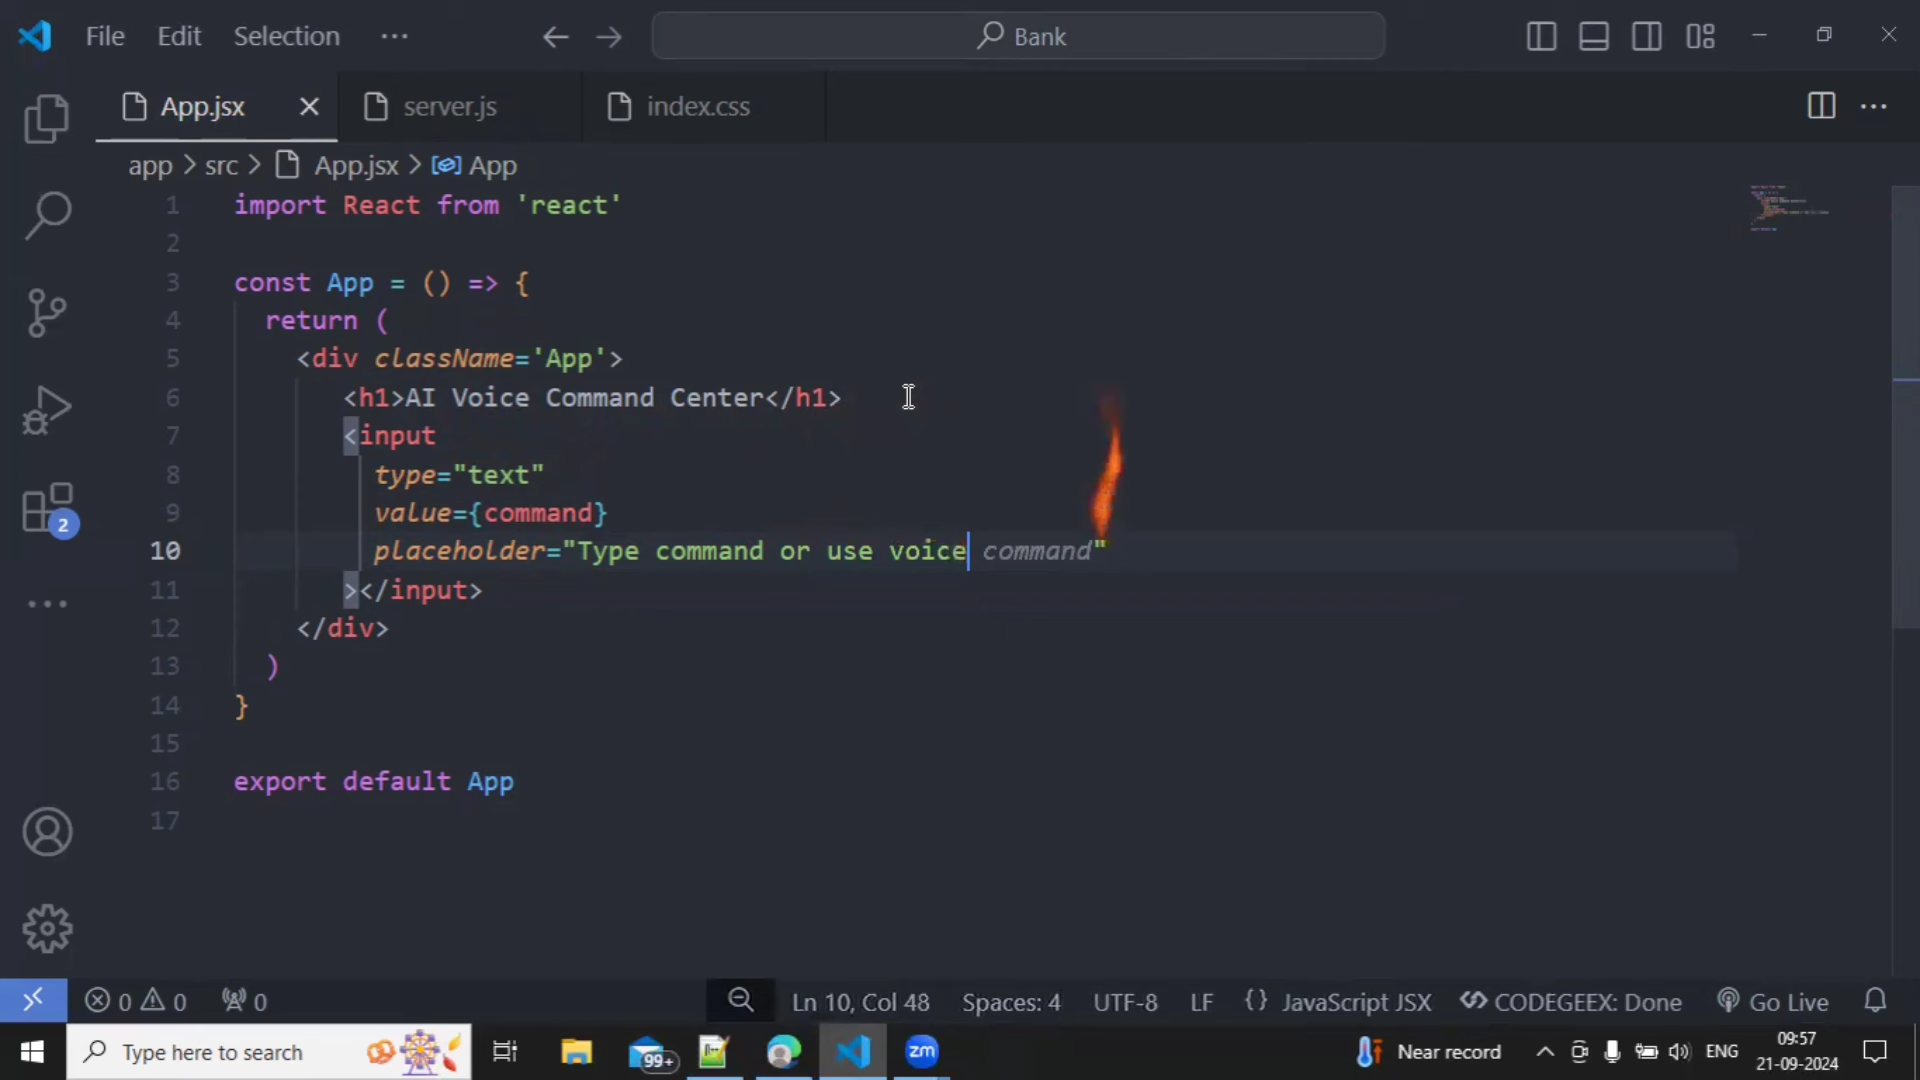 File Edit Selection ··· Bank
App.jsx server.js index.css
app > src > App.jsx > App
1 import React from 'react'
2
3 const App = () => {
4 return (
5 <div className='App'>
6 <h1>AI Voice Command Center</h1>
7 <input
8 type="text"
9 value={command}
10 placeholder="Type command or use voice command"
11 ></input>
12 </div>
13 )
14 }
15
16 export default App
17
2
0 0 0 Ln 10, Col 48 Spaces: 4 UTF-8 LF {} JavaScript JSX CODEGEEX: Done Go Live
Type here to search 99+ zm Near record ENG 09:57
21-09-2024